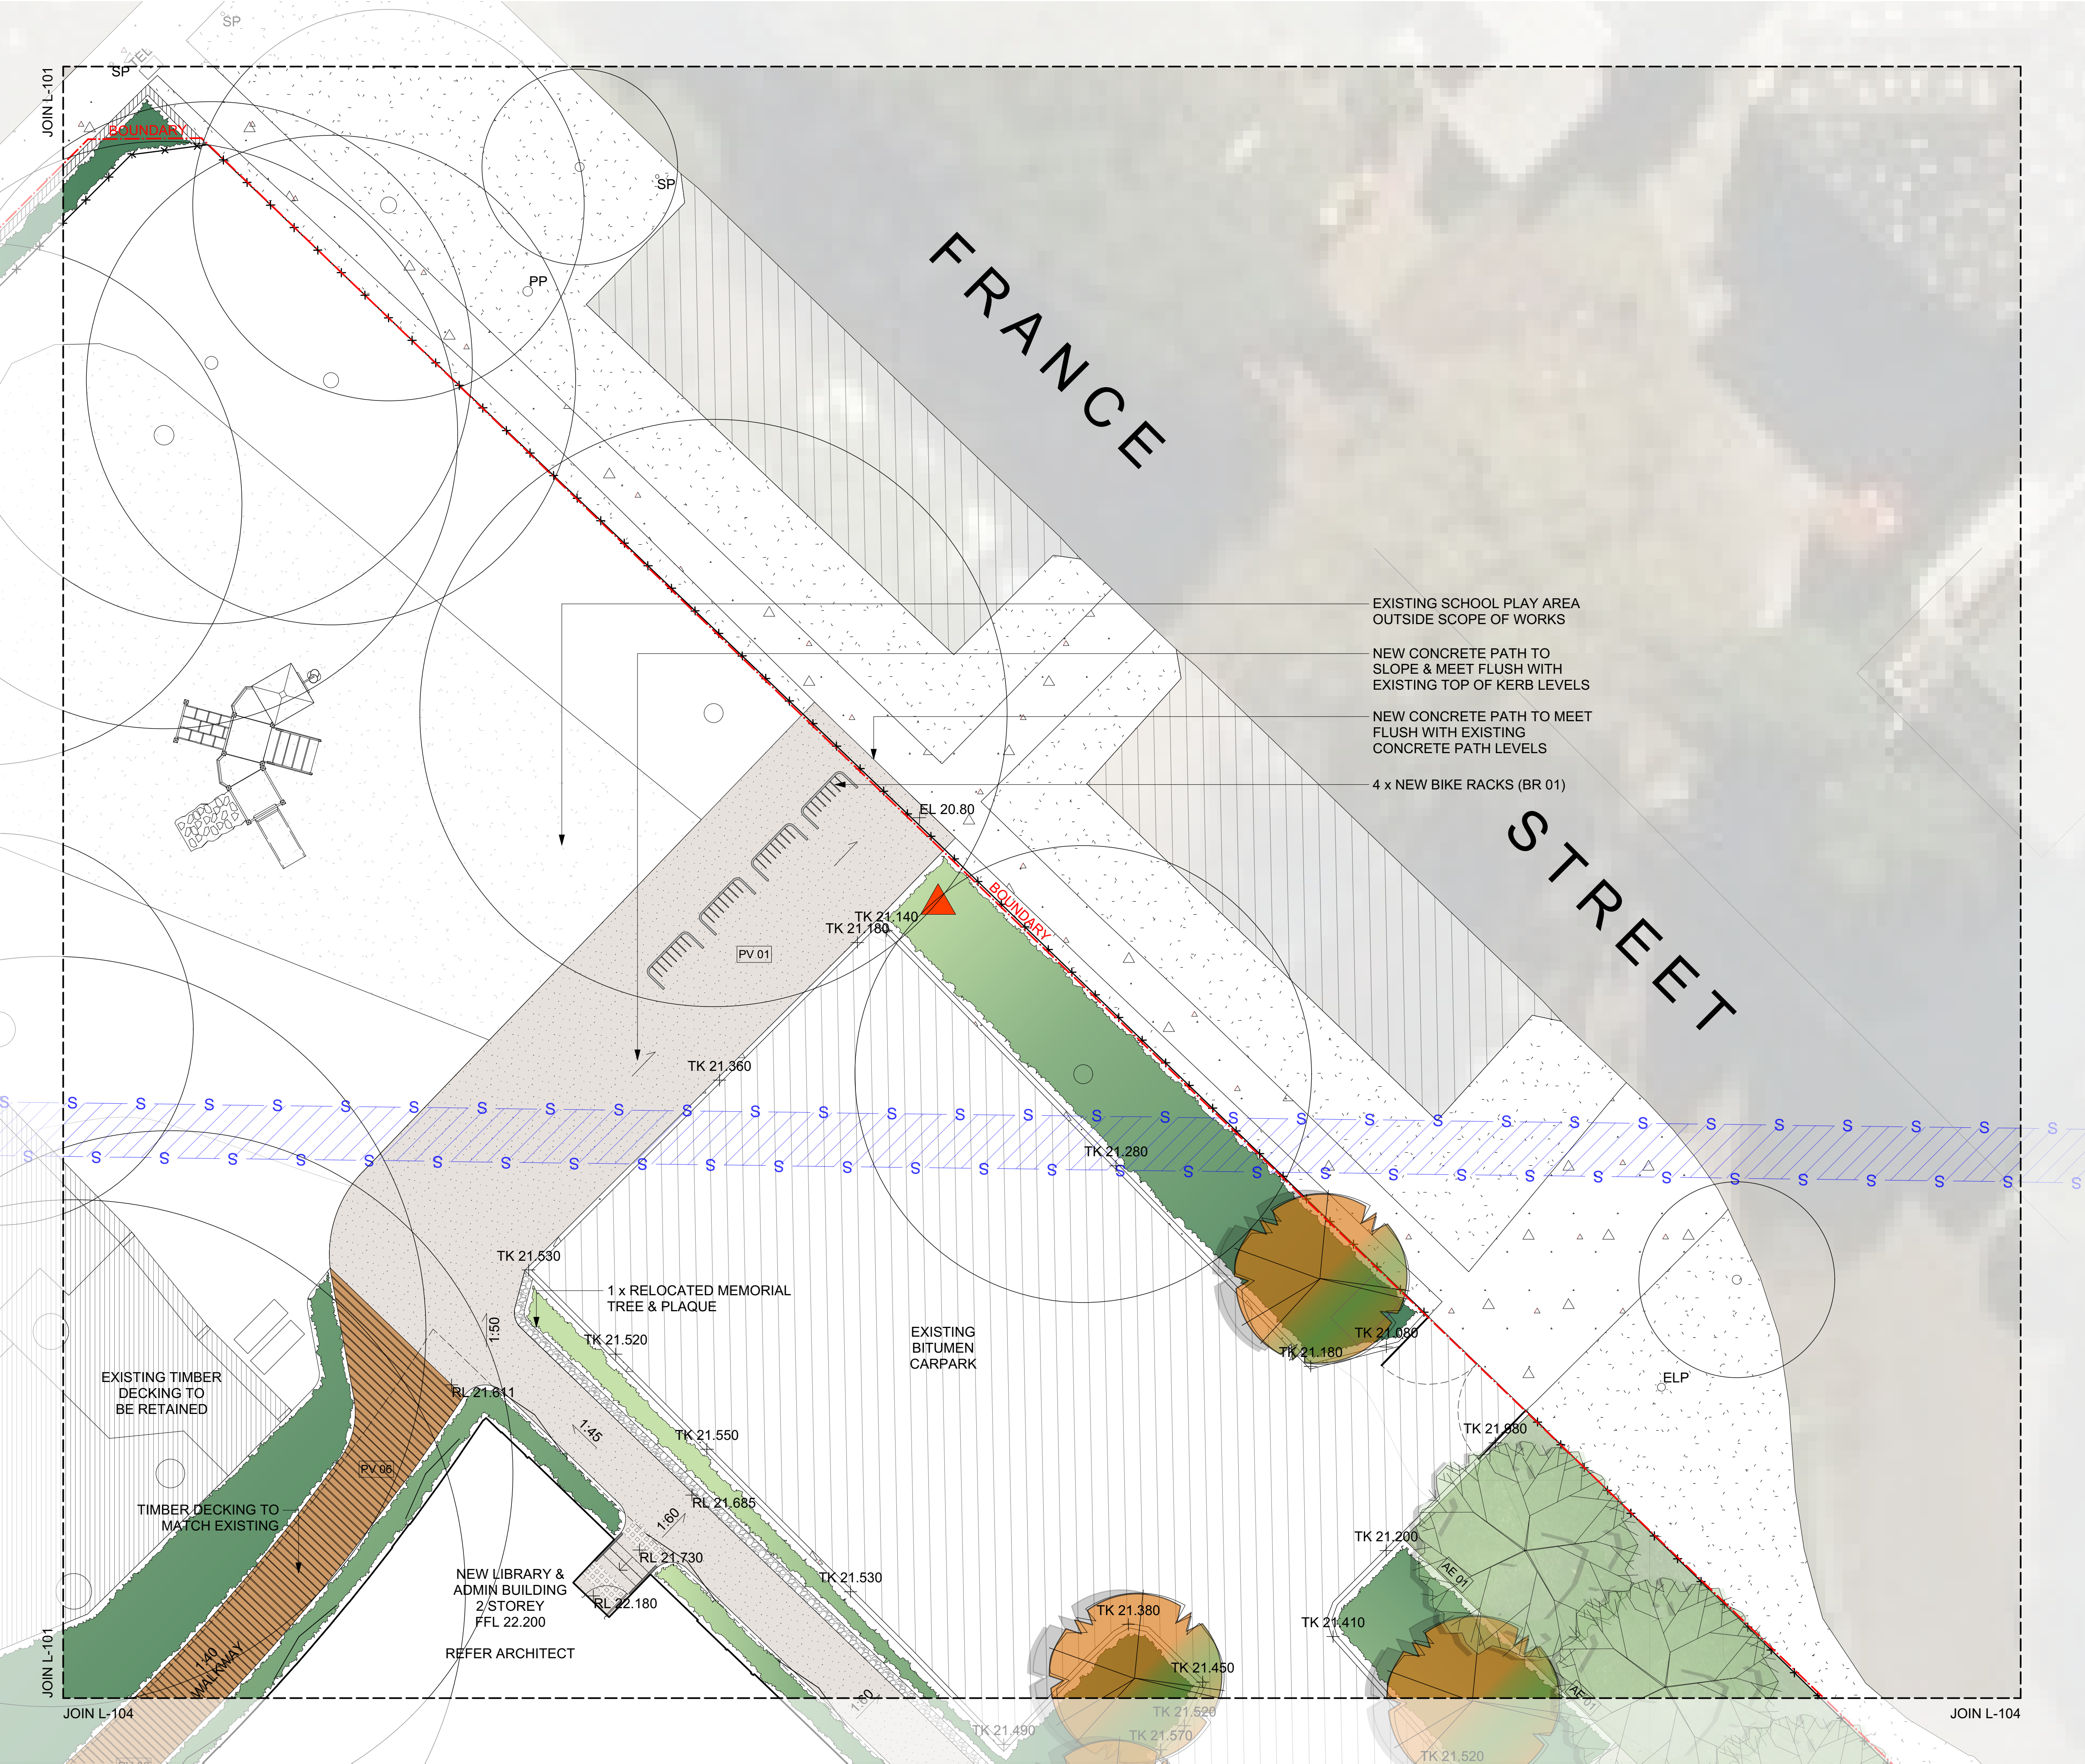 SP
TEL
SP
JOIN L-101
BOUNDARY
SP
PP
FRANCE
EXISTING SCHOOL PLAY AREA
OUTSIDE SCOPE OF WORKS
NEW CONCRETE PATH TO
SLOPE & MEET FLUSH WITH
EXISTING TOP OF KERB LEVELS
NEW CONCRETE PATH TO MEET
FLUSH WITH EXISTING
CONCRETE PATH LEVELS
4 x NEW BIKE RACKS (BR 01)
EL 20.80
STREET
BOUNDARY
TK 21.140
TK 21.180
PV 01
TK 21.360
S S S S S S S S S S S S S S S S S S S S S S S S S S S S S S S
S S S S S S S S S S S S S S S S S S S S S S S S S S S S S S S
TK 21.280
TK 21.530
1 x RELOCATED MEMORIAL
TREE & PLAQUE
1:50
TK 21.520
EXISTING
BITUMEN
CARPARK
TK 21.080
TK 21.180
EXISTING TIMBER
DECKING TO
BE RETAINED
RL 21.611
ELP
1:45
TK 21.550
TK 21.980
PV 06
RL 21.685
TIMBER DECKING TO
MATCH EXISTING
1:60
TK 21.200
RL 21.730
AE 01
NEW LIBRARY &
ADMIN BUILDING
2 STOREY
FFL 22.200
REFER ARCHITECT
TK 21.530
RL 22.180
TK 21.380
TK 21.410
1:40
WALKWAY
TK 21.450
JOIN L-101
1:60
AE 01
JOIN L-104
TK 21.520
JOIN L-104
TK 21.490
TK 21.570
TK 21.520